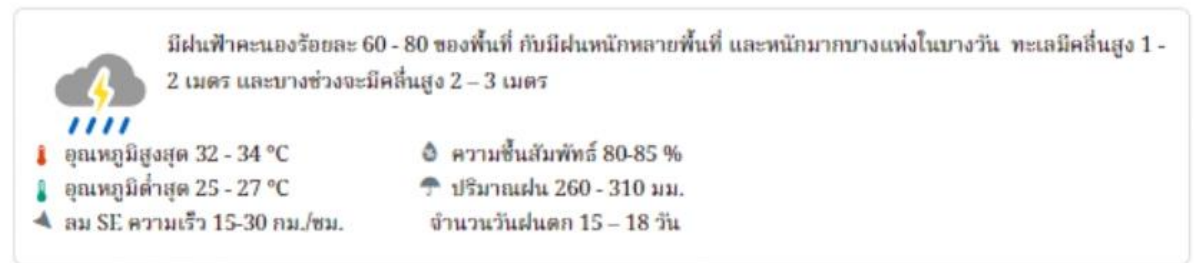 มีฝนฟ้าคะนองร้อยละ 60 - 80 ของพื้นที่ กับมีฝนหนักหลายพื้นที่ และหนักมากบางแห่งในบางวัน ทะเลมีคลื่นสูง 1 -
2 เมตร และบางช่วงจะมีคลื่นสูง 2 – 3 เมตร
อุณหภูมิสูงสุด 32 - 34 °C
ความชื้นสัมพัทธ์ 80-85 %
อุณหภูมิต่ำสุด 25 - 27 °C
ปริมาณฝน 260 - 310 มม.
ลม SE ความเร็ว 15-30 กม./ชม.
จำนวนวันฝนตก 15 – 18 วัน